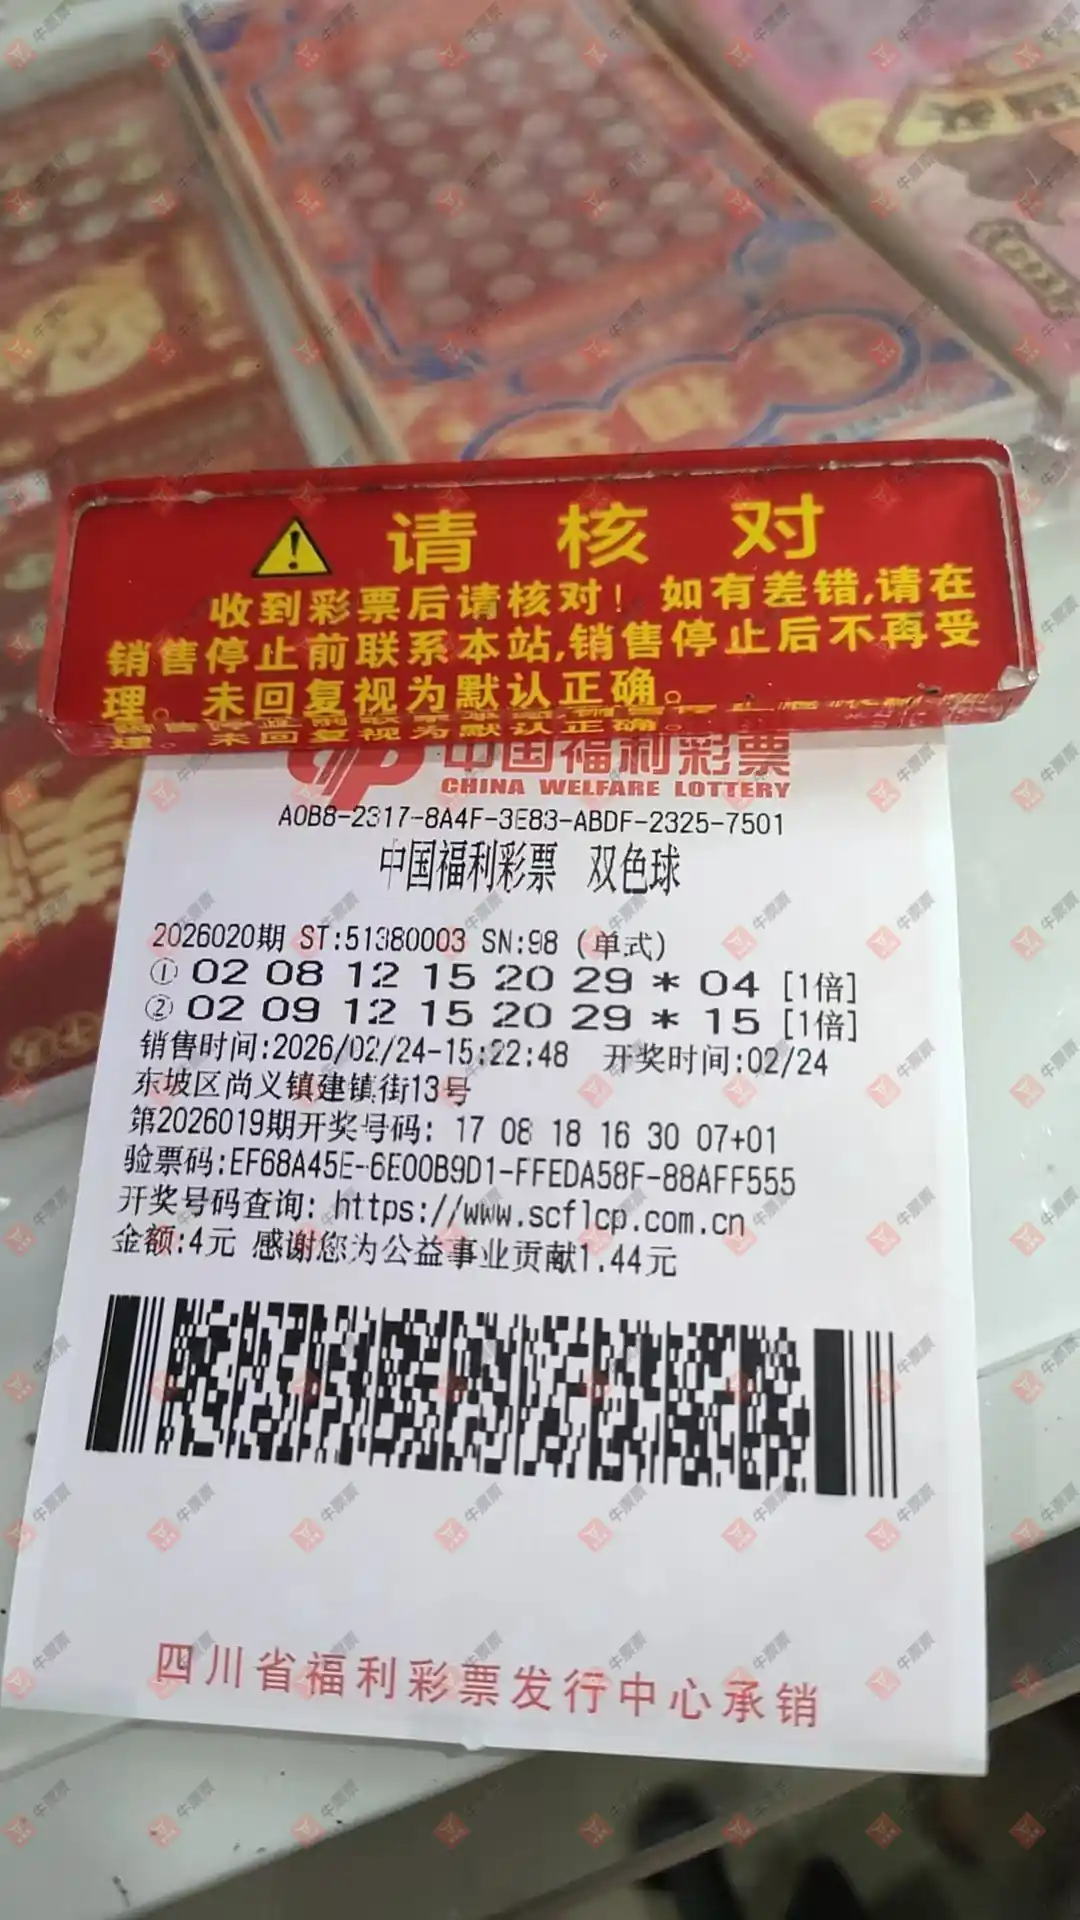 请核对
收到彩票后请核对！如有差错,请在
销售停止前联系本站,销售停止后不再受
理。未回复视为默认正确。
中国福利彩票
CHINA WELFARE LOTTERY
A0B8-2317-8A4F-3E83-ABDF-2325-7501
中国福利彩票 双色球
2026020期 ST:51380003 SN:98 (单式)
① 02 08 12 15 20 29 * 04 [1倍]
② 02 09 12 15 20 29 * 15 [1倍]
销售时间:2026/02/24-15:22:48 开奖时间:02/24
东坡区尚义镇建镇街13号
第2026019期开奖号码: 17 08 18 16 30 07+01
验票码:EF68A45E-6E00B9D1-FFEDA58F-88AFF555
开奖号码查询: https://www.scflcp.com.cn
金额:4元 感谢您为公益事业贡献1.44元
四川省福利彩票发行中心承销
牛票票